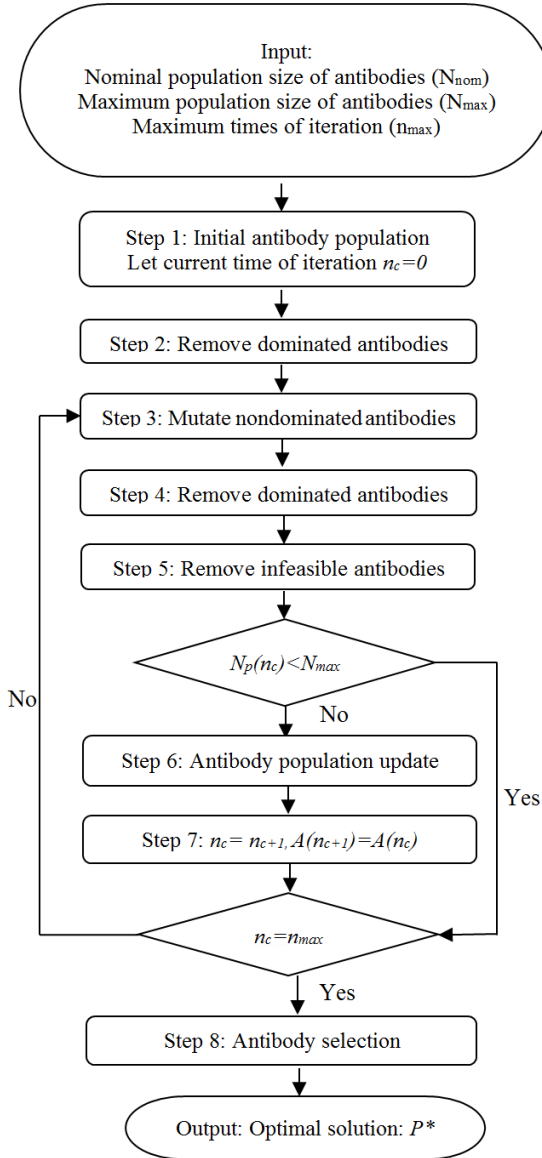 Input:
Nominal population size of antibodies (Nnom)
Maximum population size of antibodies (Nmax)
Maximum times of iteration (nmax)
Step 1: Initial antibody population
Let current time of iteration nc=0
Step 2: Remove dominated antibodies
Step 3: Mutate nondominated antibodies
Step 4: Remove dominated antibodies
Step 5: Remove infeasible antibodies
Np(nc)<Nmax
No
No
Step 6: Antibody population update
Yes
Step 7: nc= nc+1, A(nc+1)=A(nc)
nc=nmax
Yes
Step 8: Antibody selection
Output: Optimal solution: P*